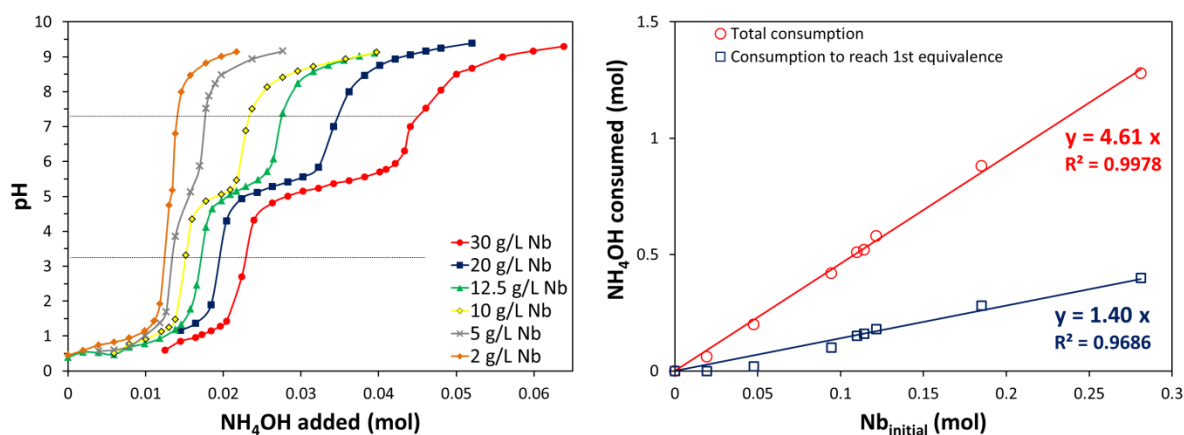 10
9
8
7
6
5
4
3
2
1
0
pH
0
0.01
0.02
0.03
0.04
0.05
0.06
NH₄OH added (mol)
30 g/L Nb
20 g/L Nb
12.5 g/L Nb
10 g/L Nb
5 g/L Nb
2 g/L Nb
1.5
1
0.5
0
NH₄OH consumed (mol)
Total consumption
Consumption to reach 1st equivalence
y = 4.61 x
R² = 0.9978
y = 1.40 x
R² = 0.9686
0
0.05
0.1
0.15
0.2
0.25
0.3
Nb_initial (mol)